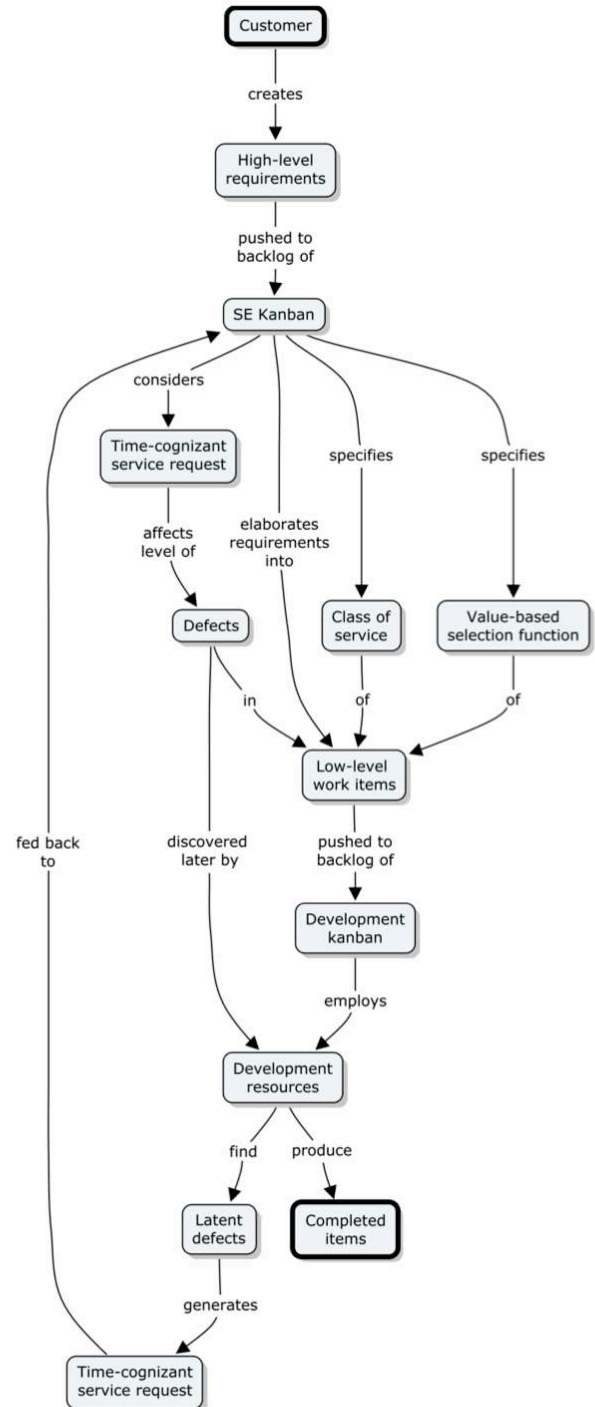 Customer
creates
High-level
requirements
pushed to
backlog of
SE Kanban
considers
Time-cognizant
service request
specifies
specifies
affects
level of
elaborates
requirements
into
Defects
Class of
service
Value-based
selection function
in
of
of
Low-level
work items
fed back
to
discovered
later by
pushed to
backlog of
Development
kanban
employs
Development
resources
find
produce
Latent
defects
Completed
items
generates
Time-cognizant
service request